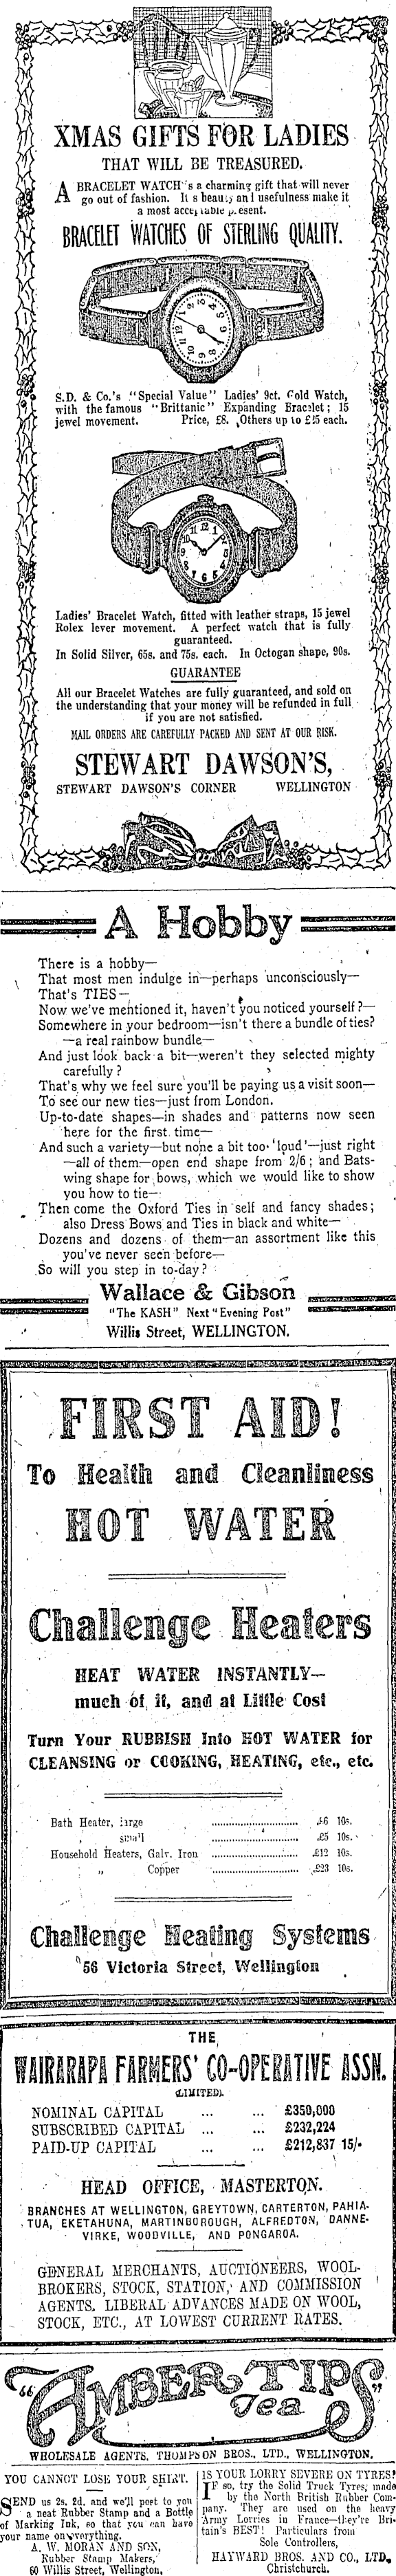 XMAS GIFTS FOR LADIES
THAT WILL BE TREASURED.
A BRACELET WATCH's a charming gift that will never
go out of fashion. It s beauty and usefulness make it
a most acceptable present.
BRACELET WATCHES OF STERLING QUALITY.
S.D. & Co.'s "Special Value" Ladies' 9ct. Gold Watch,
with the famous "Brittanic" Expanding Bracelet; 15
jewel movement. Price, £8. Others up to £25 each.
Ladies' Bracelet Watch, fitted with leather straps, 15 jewel
Rolex lever movement. A perfect watch that is fully
guaranteed.
In Solid Silver, 65s. and 75s. each. In Octogan shape, 90s.
GUARANTEE
All our Bracelet Watches are fully guaranteed, and sold on
the understanding that your money will be refunded in full
if you are not satisfied.
MAIL ORDERS ARE CAREFULLY PACKED AND SENT AT OUR RISK.
STEWART DAWSON'S,
STEWART DAWSON'S CORNER WELLINGTON
A Hobby
There is a hobby—
That most men indulge in—perhaps unconsciously—
That's TIES—
Now we've mentioned it, haven't you noticed yourself?—
Somewhere in your bedroom—isn't there a bundle of ties?
—a real rainbow bundle—
And just look back a bit—weren't they selected mighty
carefully?
That's why we feel sure you'll be paying us a visit soon—
To see our new ties—just from London.
Up-to-date shapes—in shades and patterns now seen
here for the first time—
And such a variety—but none a bit too 'loud'—just right
—all of them—open end shape from 2/6; and Bats-
wing shape for bows, which we would like to show
you how to tie—
Then come the Oxford Ties in self and fancy shades;
also Dress Bows and Ties in black and white—
Dozens and dozens of them—an assortment like this
you've never seen before—
So will you step in to-day?
Wallace & Gibson
"The KASH" Next "Evening Post"
Willis Street, WELLINGTON.
FIRST AID!
To Health and Cleanliness
HOT WATER
Challenge Heaters
HEAT WATER INSTANTLY—
much of it, and at Little Cost
Turn Your RUBBISH Into HOT WATER for
CLEANSING or COOKING, HEATING, etc., etc.
Bath Heater, large ........ £6 10s.
" small ........ £5 10s.
Household Heaters, Galv. Iron ........ £12 10s.
" Copper ........ £23 10s.
Challenge Heating Systems
56 Victoria Street, Wellington
THE
WAIRARAPA FARMERS' CO-OPERATIVE ASSN.
(LIMITED).
NOMINAL CAPITAL ... ... £350,000
SUBSCRIBED CAPITAL ... ... £232,224
PAID-UP CAPITAL ... ... £212,837 15/-
HEAD OFFICE, MASTERTON.
BRANCHES AT WELLINGTON, GREYTOWN, CARTERTON, PAHIA-
TUA, EKETAHUNA, MARTINBOROUGH, ALFREDTON, DANNE-
VIRKE, WOODVILLE, AND PONGAROA.
GENERAL MERCHANTS, AUCTIONEERS, WOOL-
BROKERS, STOCK, STATION, AND COMMISSION
AGENTS. LIBERAL ADVANCES MADE ON WOOL,
STOCK, ETC., AT LOWEST CURRENT RATES.
"AMBER TIPS"
Tea
WHOLESALE AGENTS, THOMPSON BROS., LTD., WELLINGTON.
YOU CANNOT LOSE YOUR SHIRT.
SEND us 2s. 2d. and we'll post to you
a neat Rubber Stamp and a Bottle
of Marking Ink, so that you can have
your name on everything.
A. W. MORAN AND SON,
Rubber Stamp Makers,
60 Willis Street, Wellington.
IS YOUR LORRY SEVERE ON TYRES?
IF so, try the Solid Truck Tyres, made
by the North British Rubber Com-
pany. They are used on the heavy
Army Lorries in France—they're Bri-
tain's BEST! Particulars from
Sole Controllers,
HAYWARD BROS. AND CO., LTD.
Christchurch.